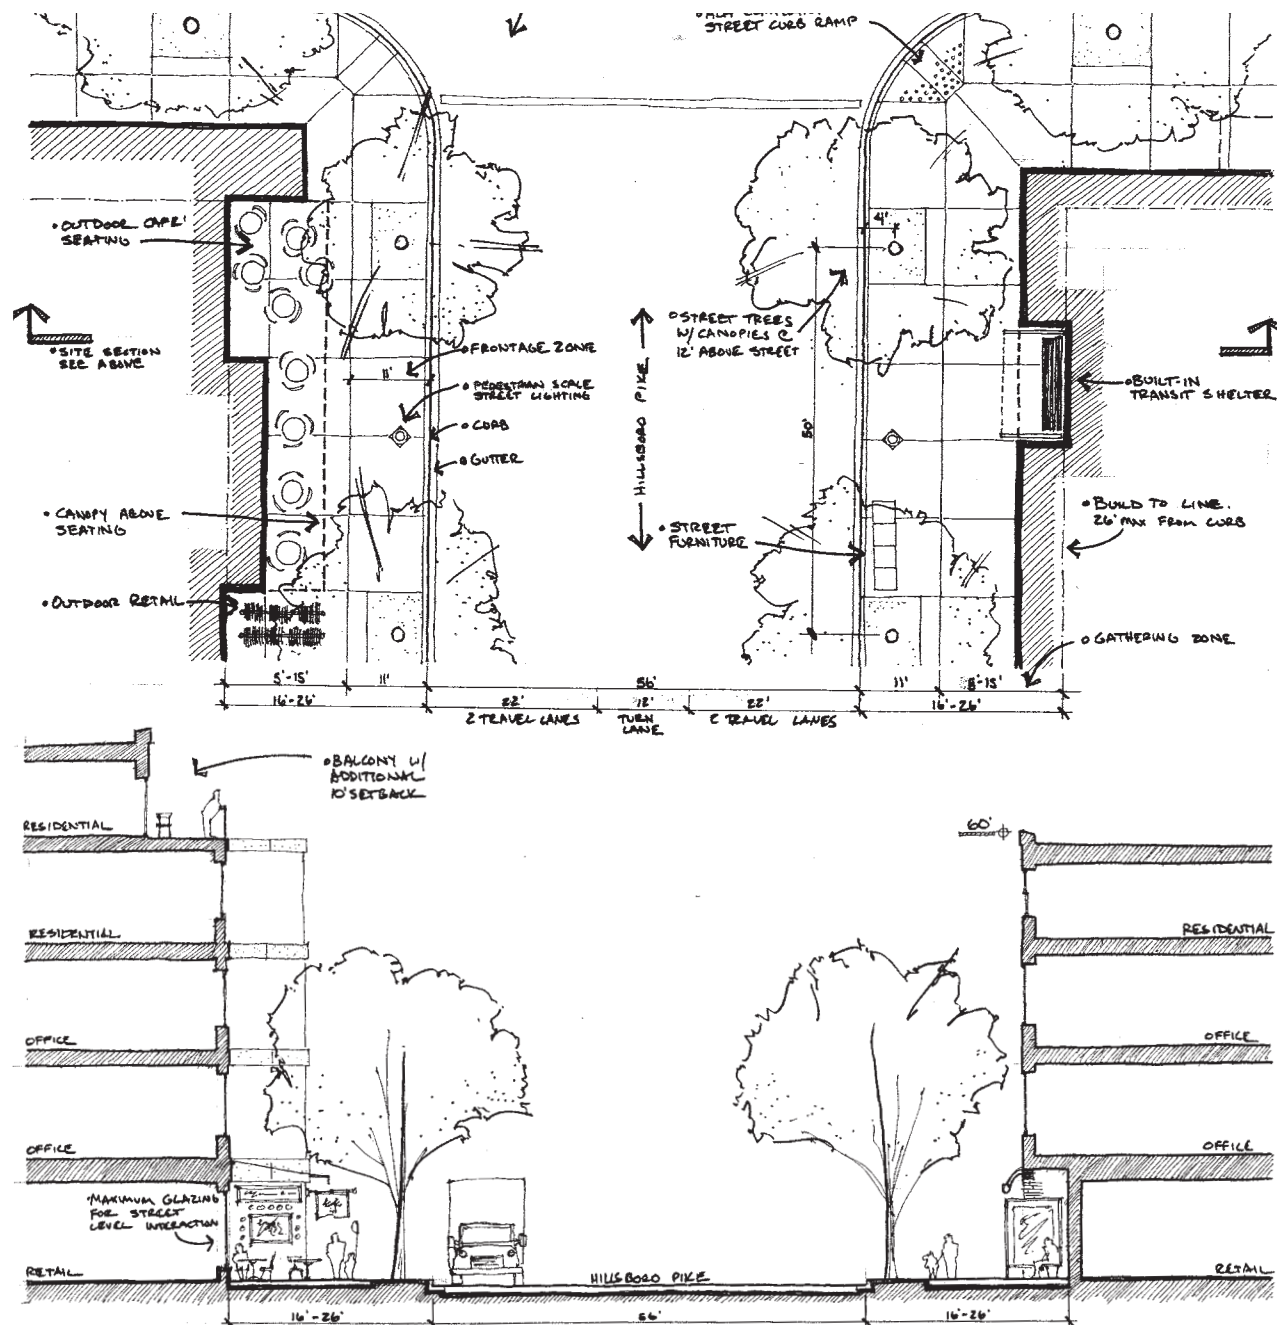 STREET CURB RAMP
•OUTDOOR CAFE'
SEATING
4'
•SITE SECTION
SEE ABOVE
•STREET TREES
W/ CANOPIES @
12' ABOVE STREET
HILLSBORO PIKE
•FRONTAGE ZONE
11'
•PEDESTRIAN SCALE
STREET LIGHTING
•CURB
•GUTTER
50'
•BUILT-IN
TRANSIT SHELTER
•CANOPY ABOVE
SEATING
•STREET
FURNITURE
•BUILD TO LINE.
26' MAX FROM CURB
•OUTDOOR RETAIL
•GATHERING ZONE
5'-15'
11'
56'
11'
5'-15'
16'-26'
22'
12'
22'
16'-26'
2 TRAVEL LANES
TURN
LANE
2 TRAVEL LANES
•BALCONY W/
ADDITIONAL
10' SETBACK
RESIDENTIAL
60'
RESIDENTIAL
RESIDENTIAL
OFFICE
OFFICE
OFFICE
OFFICE
•MAXIMUM GLAZING
FOR STREET
LEVEL INTERACTION
RETAIL
HILLSBORO PIKE
RETAIL
16'-26'
56'
16'-26'